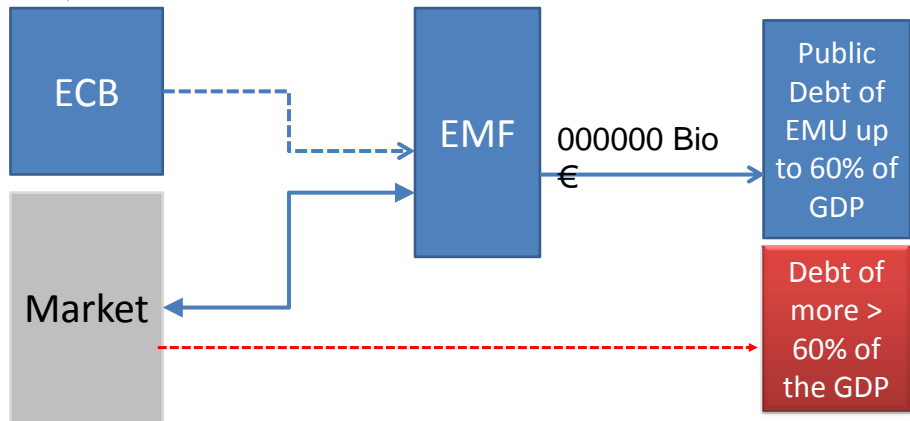 ECB
EMF
000000 Bio
€
Public
Debt of
EMU up
to 60% of
GDP
Market
Debt of
more >
60% of
the GDP